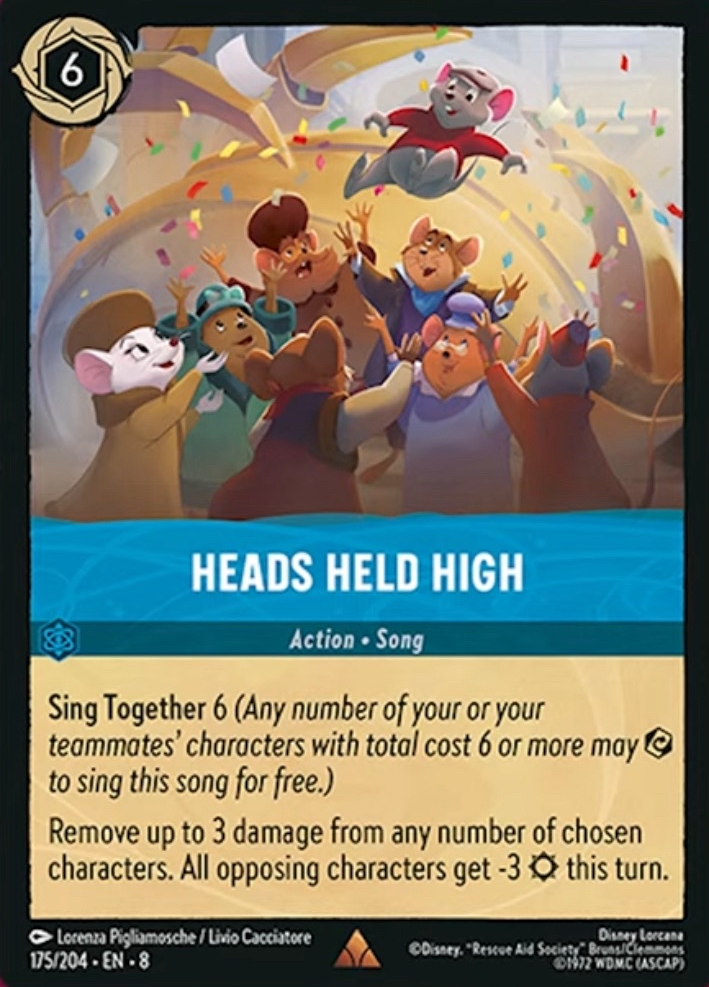 6
HEADS HELD HIGH
Action • Song
Sing Together 6 (Any number of your or your
teammates' characters with total cost 6 or more may
to sing this song for free.)
Remove up to 3 damage from any number of chosen
characters. All opposing characters get -3 this turn.
Lorenza Pigliamosche / Livio Cacciatore
175/204 • EN • 8
Disney Lorcana
©Disney, "Rescue Aid Society" Bruns/Clemmons
©1972 WDMC (ASCAP)